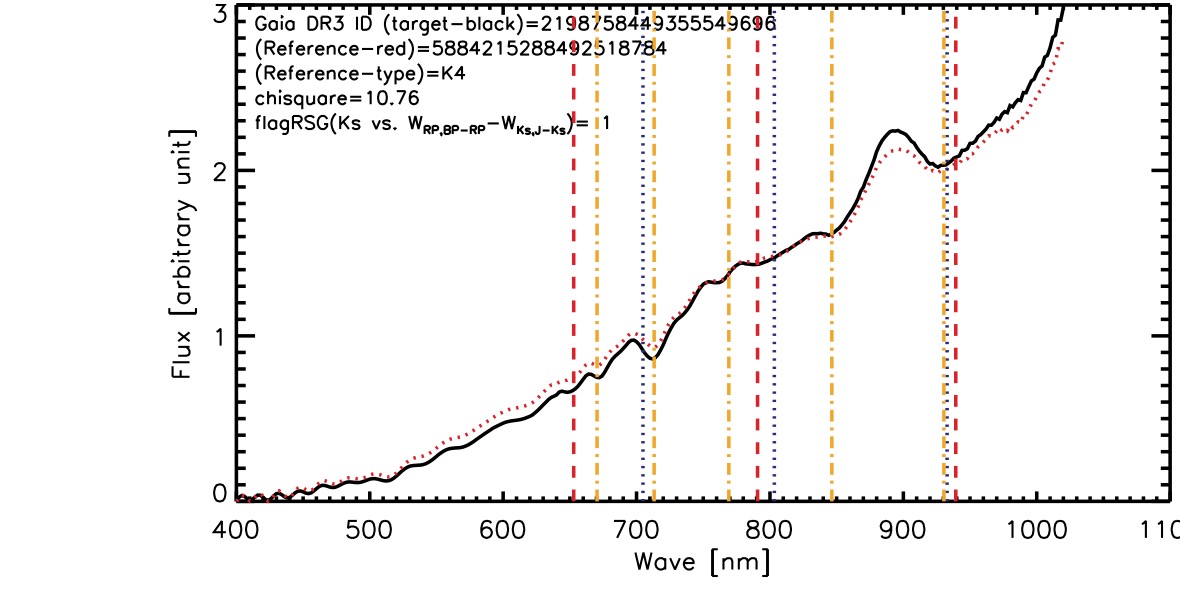 Gaia DR3 ID (target-black)=2198758449355549696
(Reference-red)=5884215288492518784
(Reference-type)=K4
chisquare=10.76
flagRSG(Ks vs. W_RP,BP-RP-W_Ks,J-Ks)= 1
3
2
1
0
Flux [arbitrary unit]
400 500 600 700 800 900 1000 110
Wave [nm]